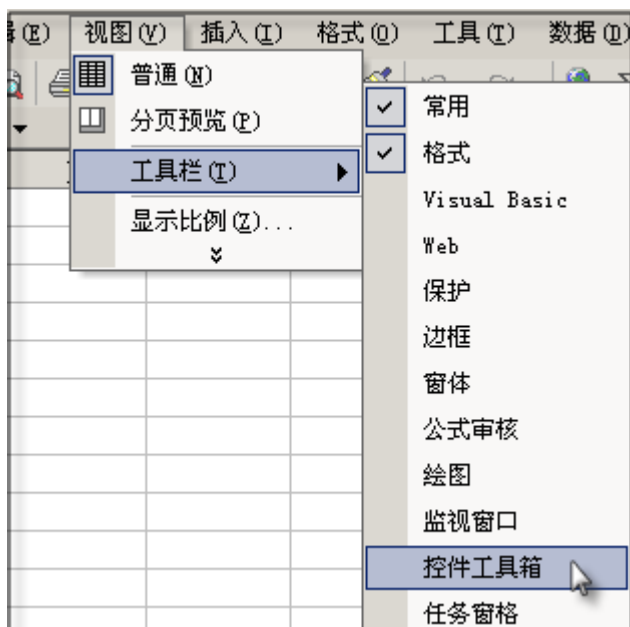 (E) 视图(V) 插入(I) 格式(O) 工具(T) 数据(D)
普通(N)
分页预览(P)
工具栏(T)
显示比例(Z)...
常用
格式
Visual Basic
Web
保护
边框
窗体
公式审核
绘图
监视窗口
控件工具箱
任务窗格